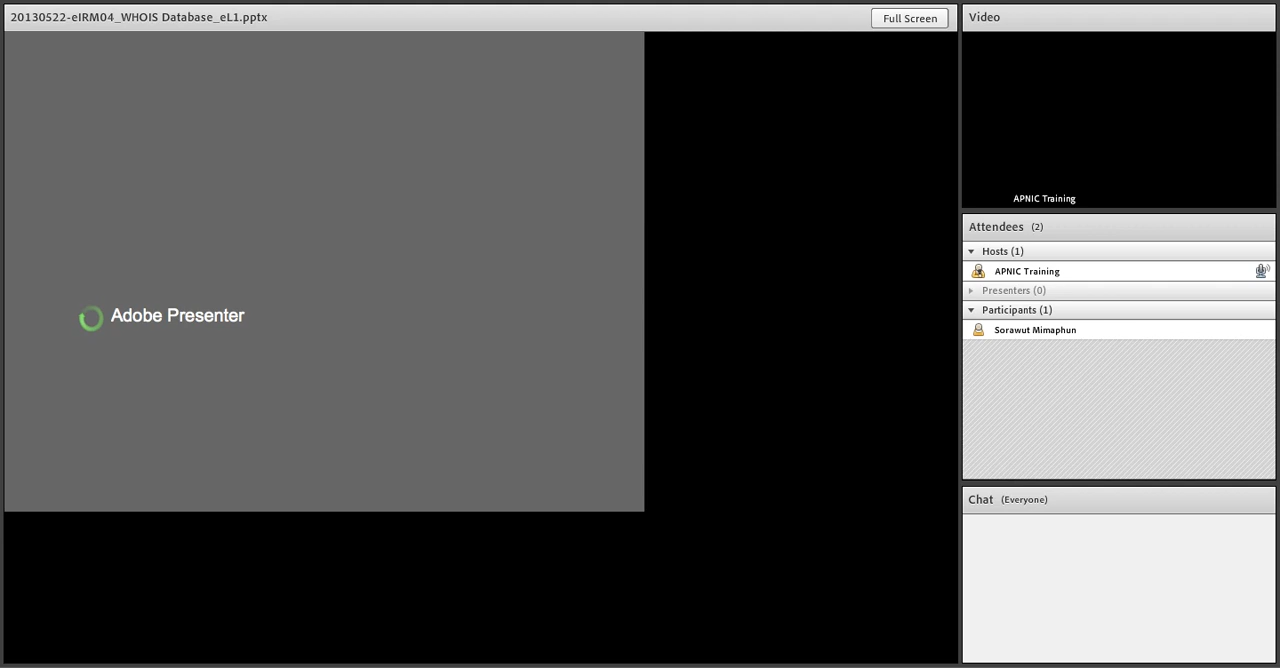 20130522-eIRM04_WHOIS Database_eL1.pptx
Full Screen
Adobe Presenter
Video
APNIC Training
Attendees (2)
Hosts (1)
APNIC Training
Presenters (0)
Participants (1)
Sorawut Mimaphun
Chat (Everyone)